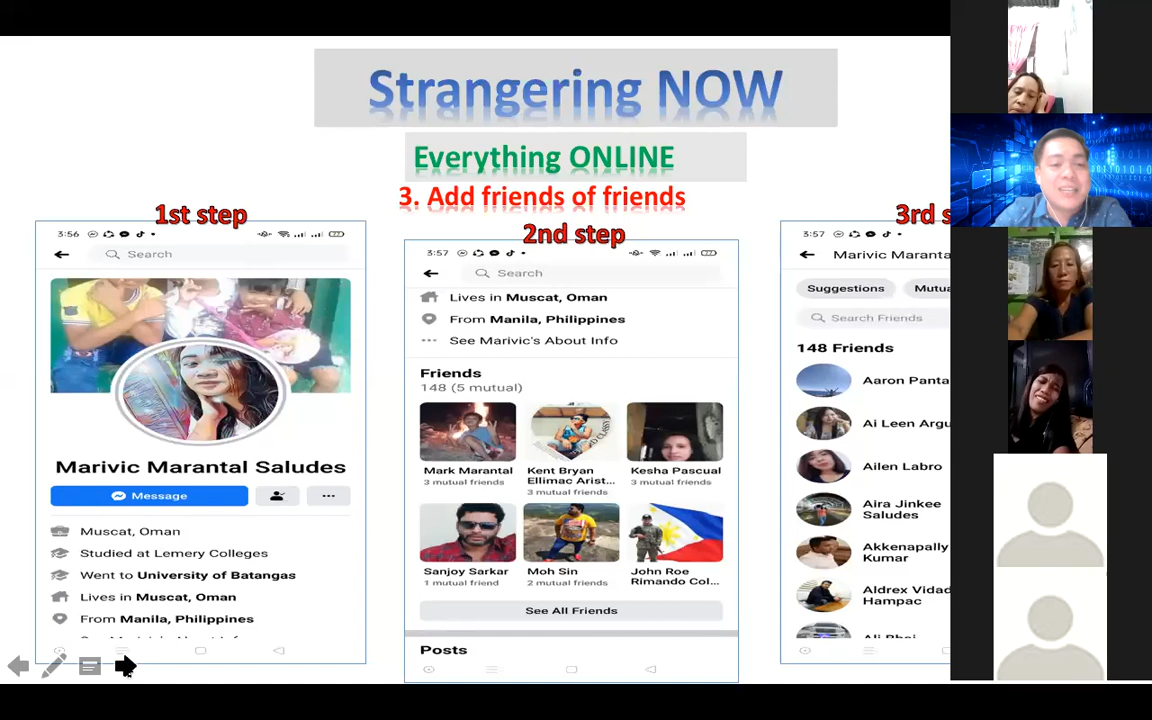 Strangering NOW
Everything ONLINE
3. Add friends of friends
1st step
3:56
Search
Marivic Marantal Saludes
Message
Muscat, Oman
Studied at Lemery Colleges
Went to University of Batangas
Lives in Muscat, Oman
From Manila, Philippines
2nd step
3:57
Search
Lives in Muscat, Oman
From Manila, Philippines
See Marivic's About Info
Friends
148 (5 mutual)
Mark Marantal
3 mutual friends
Kent Bryan
Ellimac Arist...
3 mutual friends
Kesha Pascual
3 mutual friends
Sanjoy Sarkar
1 mutual friend
Moh Sin
2 mutual friends
John Roe
Rimando Col...
See All Friends
Posts
3rd s
3:57
Marivic Maranta
Suggestions
Mutua
Search Friends
148 Friends
Aaron Panta
Ai Leen Argu
Ailen Labro
Aira Jinkee
Saludes
Akkenapally
Kumar
Aldrex Vidad
Hampac